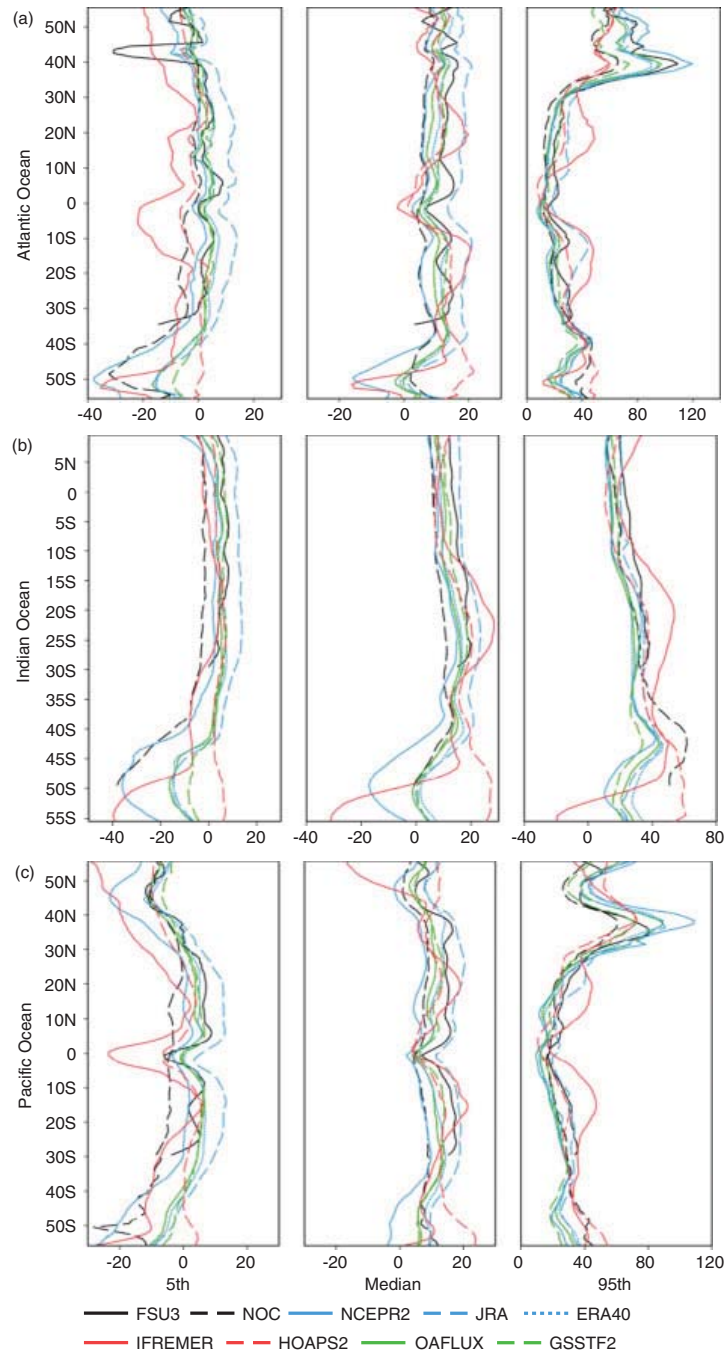 (a)
Atlantic Ocean
50N
40N
30N
20N
10N
0
10S
20S
30S
40S
50S
-40 -20 0 20
-20 0 20
0 40 80 120
(b)
Indian Ocean
5N
0
5S
10S
15S
20S
25S
30S
35S
40S
45S
50S
55S
-40 -20 0 20
-40 -20 0 20
-40 0 40 80
(c)
Pacific Ocean
50N
40N
30N
20N
10N
0
10S
20S
30S
40S
50S
-20 0 20
-20 0 20
0 40 80 120
5th Median 95th
FSU3 NOC NCEPR2 JRA ERA40
IFREMER HOAPS2 OAFLUX GSSTF2